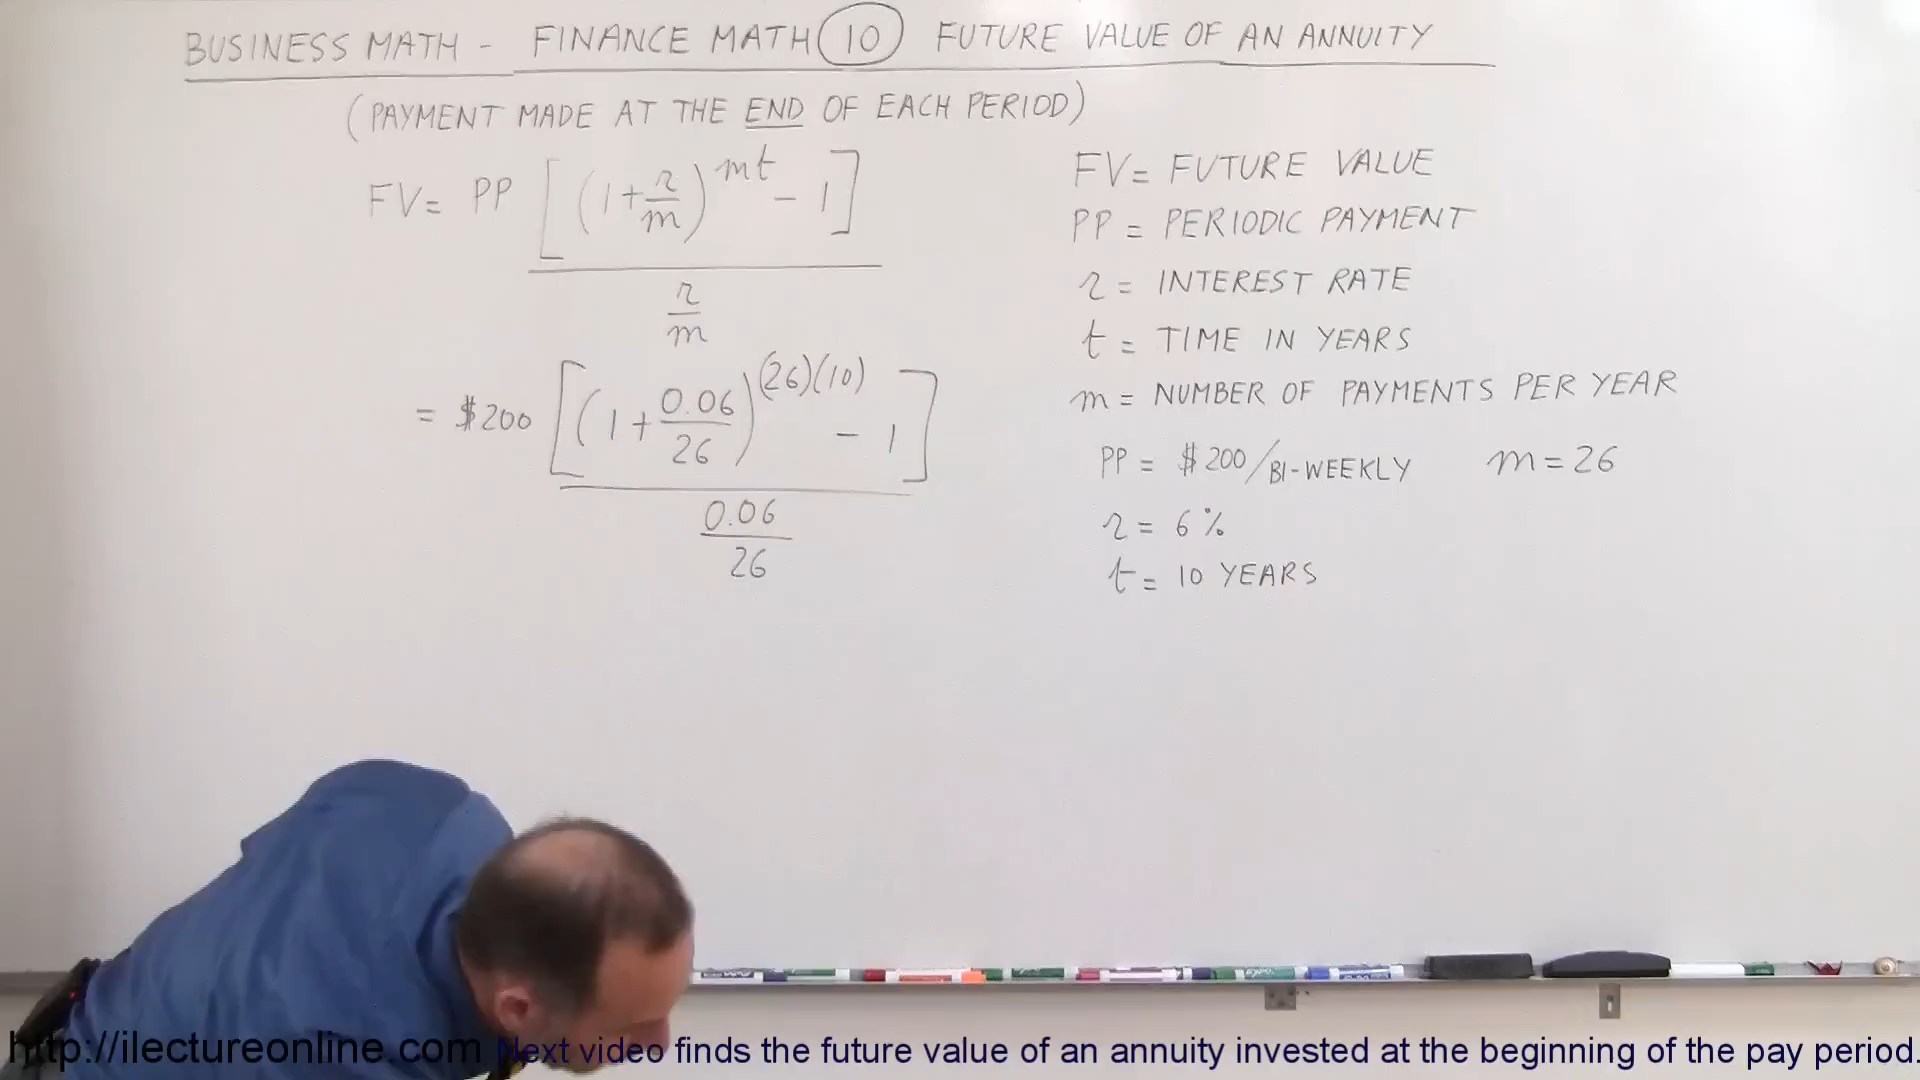 BUSINESS MATH - FINANCE MATH 10 FUTURE VALUE OF AN ANNUITY
(PAYMENT MADE AT THE END OF EACH PERIOD)
FV = PP [(1 + r/m)^mt - 1]
r/m
= $200 [(1 + 0.06/26)^(26)(10) - 1]
0.06/26
FV = FUTURE VALUE
PP = PERIODIC PAYMENT
r = INTEREST RATE
t = TIME IN YEARS
m = NUMBER OF PAYMENTS PER YEAR
PP = $200/BI-WEEKLY m = 26
r = 6%
t = 10 YEARS
http://ilectureonline.com Next video finds the future value of an annuity invested at the beginning of the pay period.